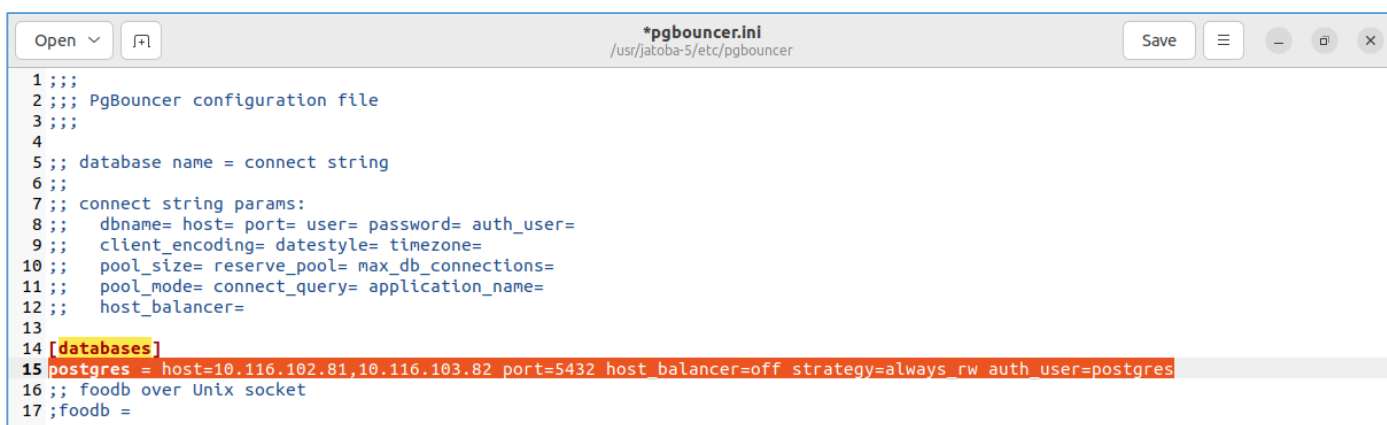 Open
*pgbouncer.ini
/usr/jatoba-5/etc/pgbouncer
Save
1 ;;;
2 ;;; PgBouncer configuration file
3 ;;;
4
5 ;; database name = connect string
6 ;;
7 ;; connect string params:
8 ;;   dbname= host= port= user= password= auth_user=
9 ;;   client_encoding= datestyle= timezone=
10 ;;   pool_size= reserve_pool= max_db_connections=
11 ;;   pool_mode= connect_query= application_name=
12 ;;   host_balancer=
13
14 [databases]
15 postgres = host=10.116.102.81,10.116.103.82 port=5432 host_balancer=off strategy=always_rw auth_user=postgres
16 ;; foodb over Unix socket
17 ;foodb =